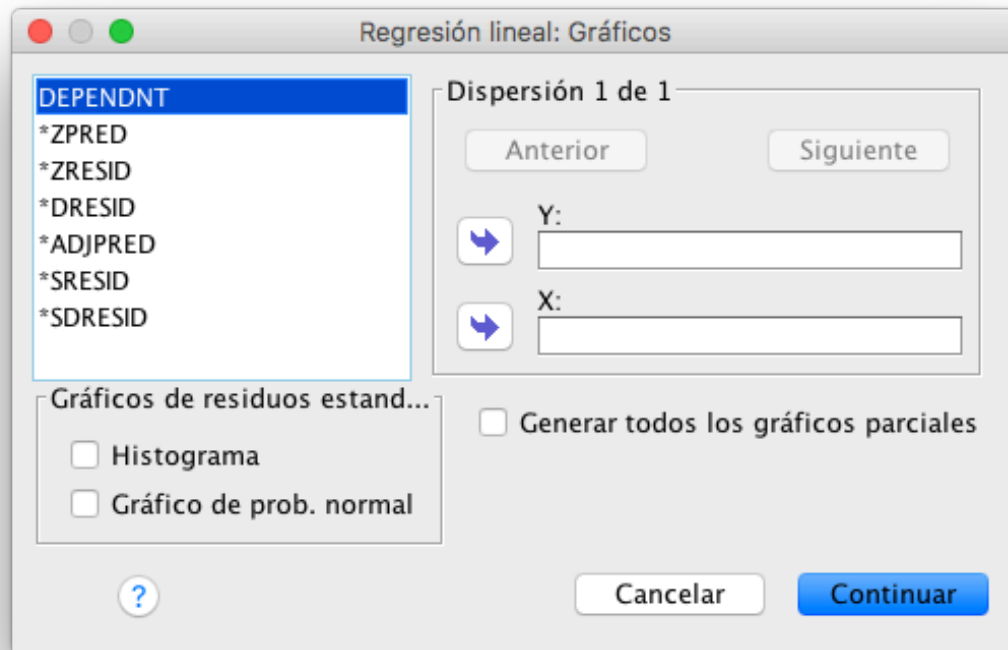 Regresión lineal: Gráficos
DEPENDNT
*ZPRED
*ZRESID
*DRESID
*ADJPRED
*SRESID
*SDRESID
Dispersión 1 de 1
Anterior
Siguiente
Y:
X:
Gráficos de residuos estand...
Histograma
Gráfico de prob. normal
Generar todos los gráficos parciales
?
Cancelar
Continuar